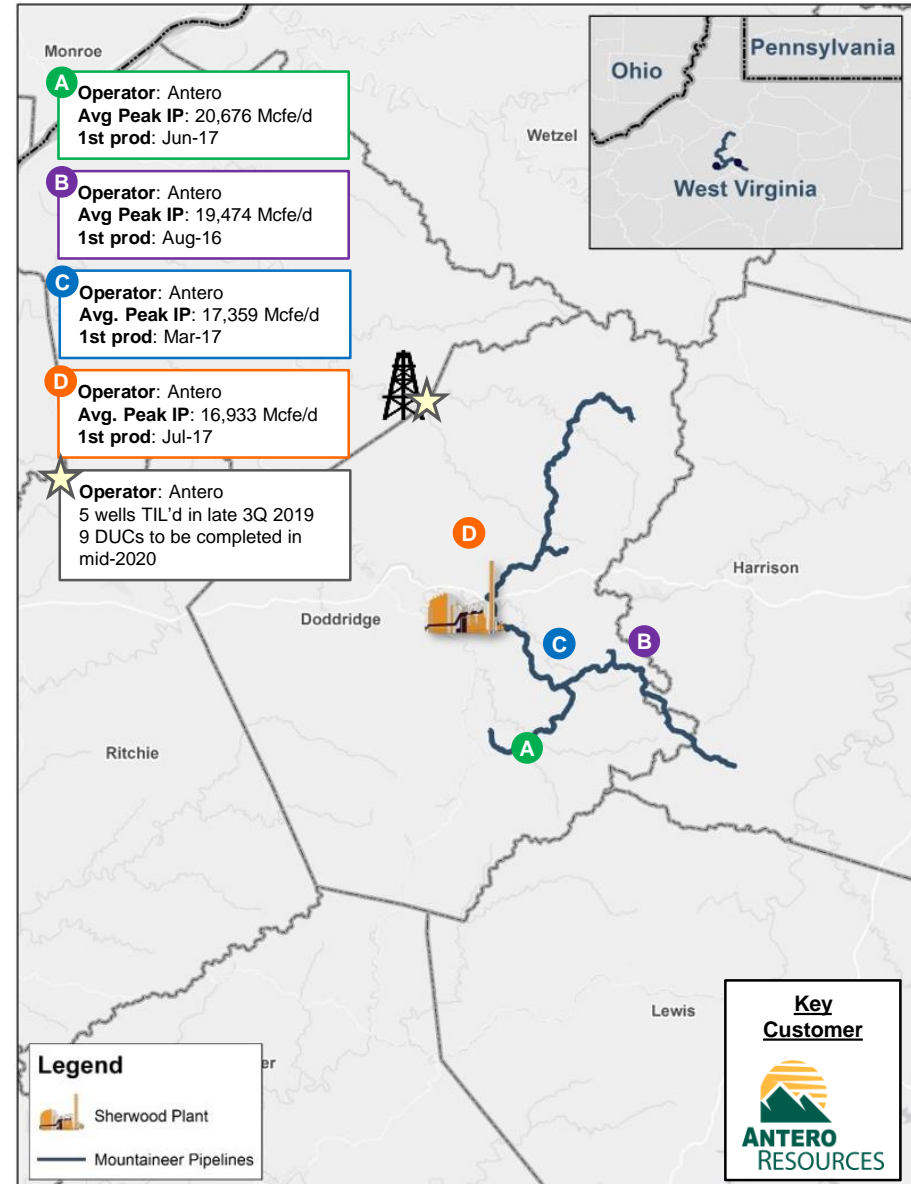 Monroe
A
Operator: Antero
Avg Peak IP: 20,676 Mcfe/d
1st prod: Jun-17
B
Operator: Antero
Avg Peak IP: 19,474 Mcfe/d
1st prod: Aug-16
C
Operator: Antero
Avg. Peak IP: 17,359 Mcfe/d
1st prod: Mar-17
D
Operator: Antero
Avg. Peak IP: 16,933 Mcfe/d
1st prod: Jul-17
Operator: Antero
5 wells TIL'd in late 3Q 2019
9 DUCs to be completed in
mid-2020
Wetzel
Pennsylvania
Ohio
West Virginia
D
Harrison
Doddridge
C
B
A
Ritchie
Lewis
er
Legend
Sherwood Plant
Mountaineer Pipelines
Key
Customer
ANTERO
RESOURCES